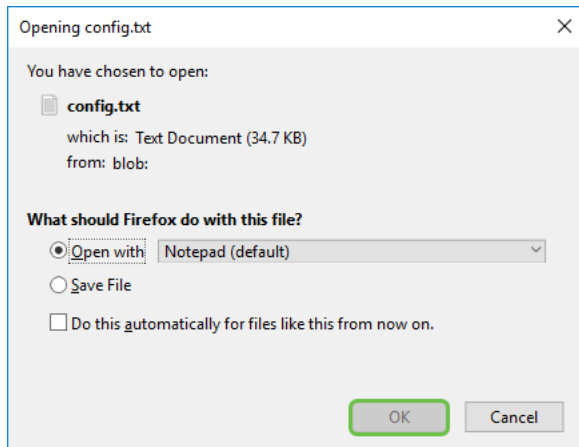 Opening config.txt
You have chosen to open:
config.txt
which is: Text Document (34.7 KB)
from: blob:
What should Firefox do with this file?
Open with Notepad (default)
Save File
Do this automatically for files like this from now on.
OK Cancel